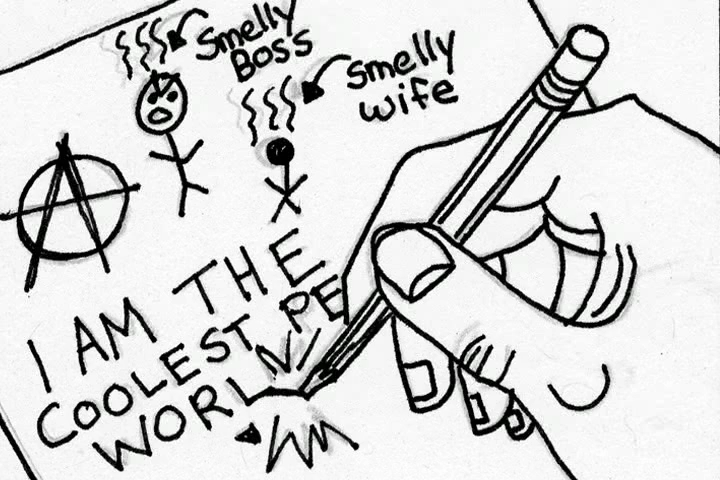 Smelly
BOSS
smelly
wife
I AM THE
COOLEST PE
WORL